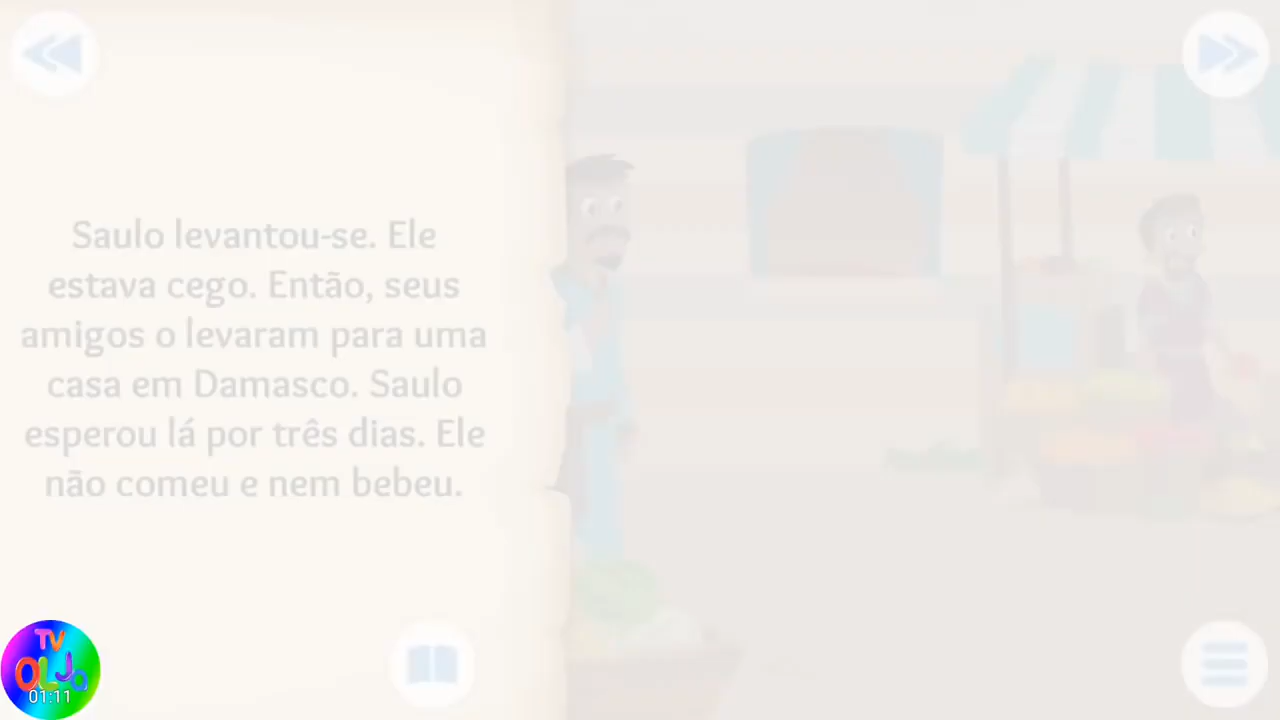 Saulo levantou-se. Ele
estava cego. Então, seus
amigos o levaram para uma
casa em Damasco. Saulo
esperou lá por três dias. Ele
não comeu e nem bebeu.
TV
OLJO
01:11